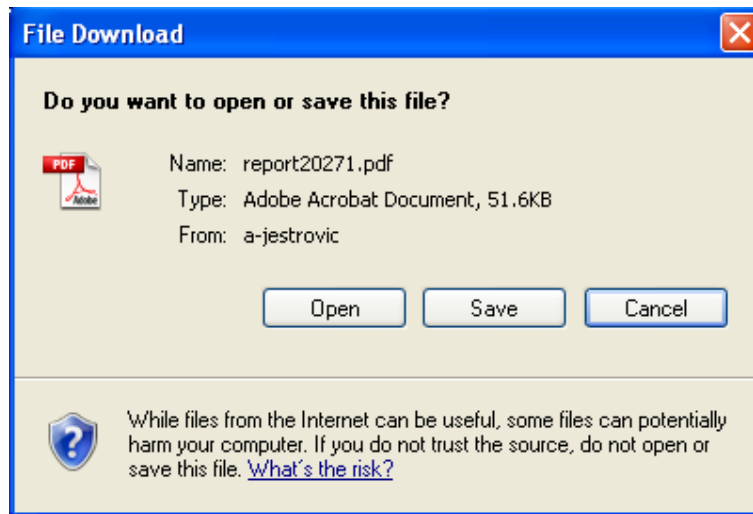 File Download
Do you want to open or save this file?
PDF
Adobe
Name: report20271.pdf
Type: Adobe Acrobat Document, 51.6KB
From: a-jestrovic
Open Save Cancel
While files from the Internet can be useful, some files can potentially
harm your computer. If you do not trust the source, do not open or
save this file. What's the risk?